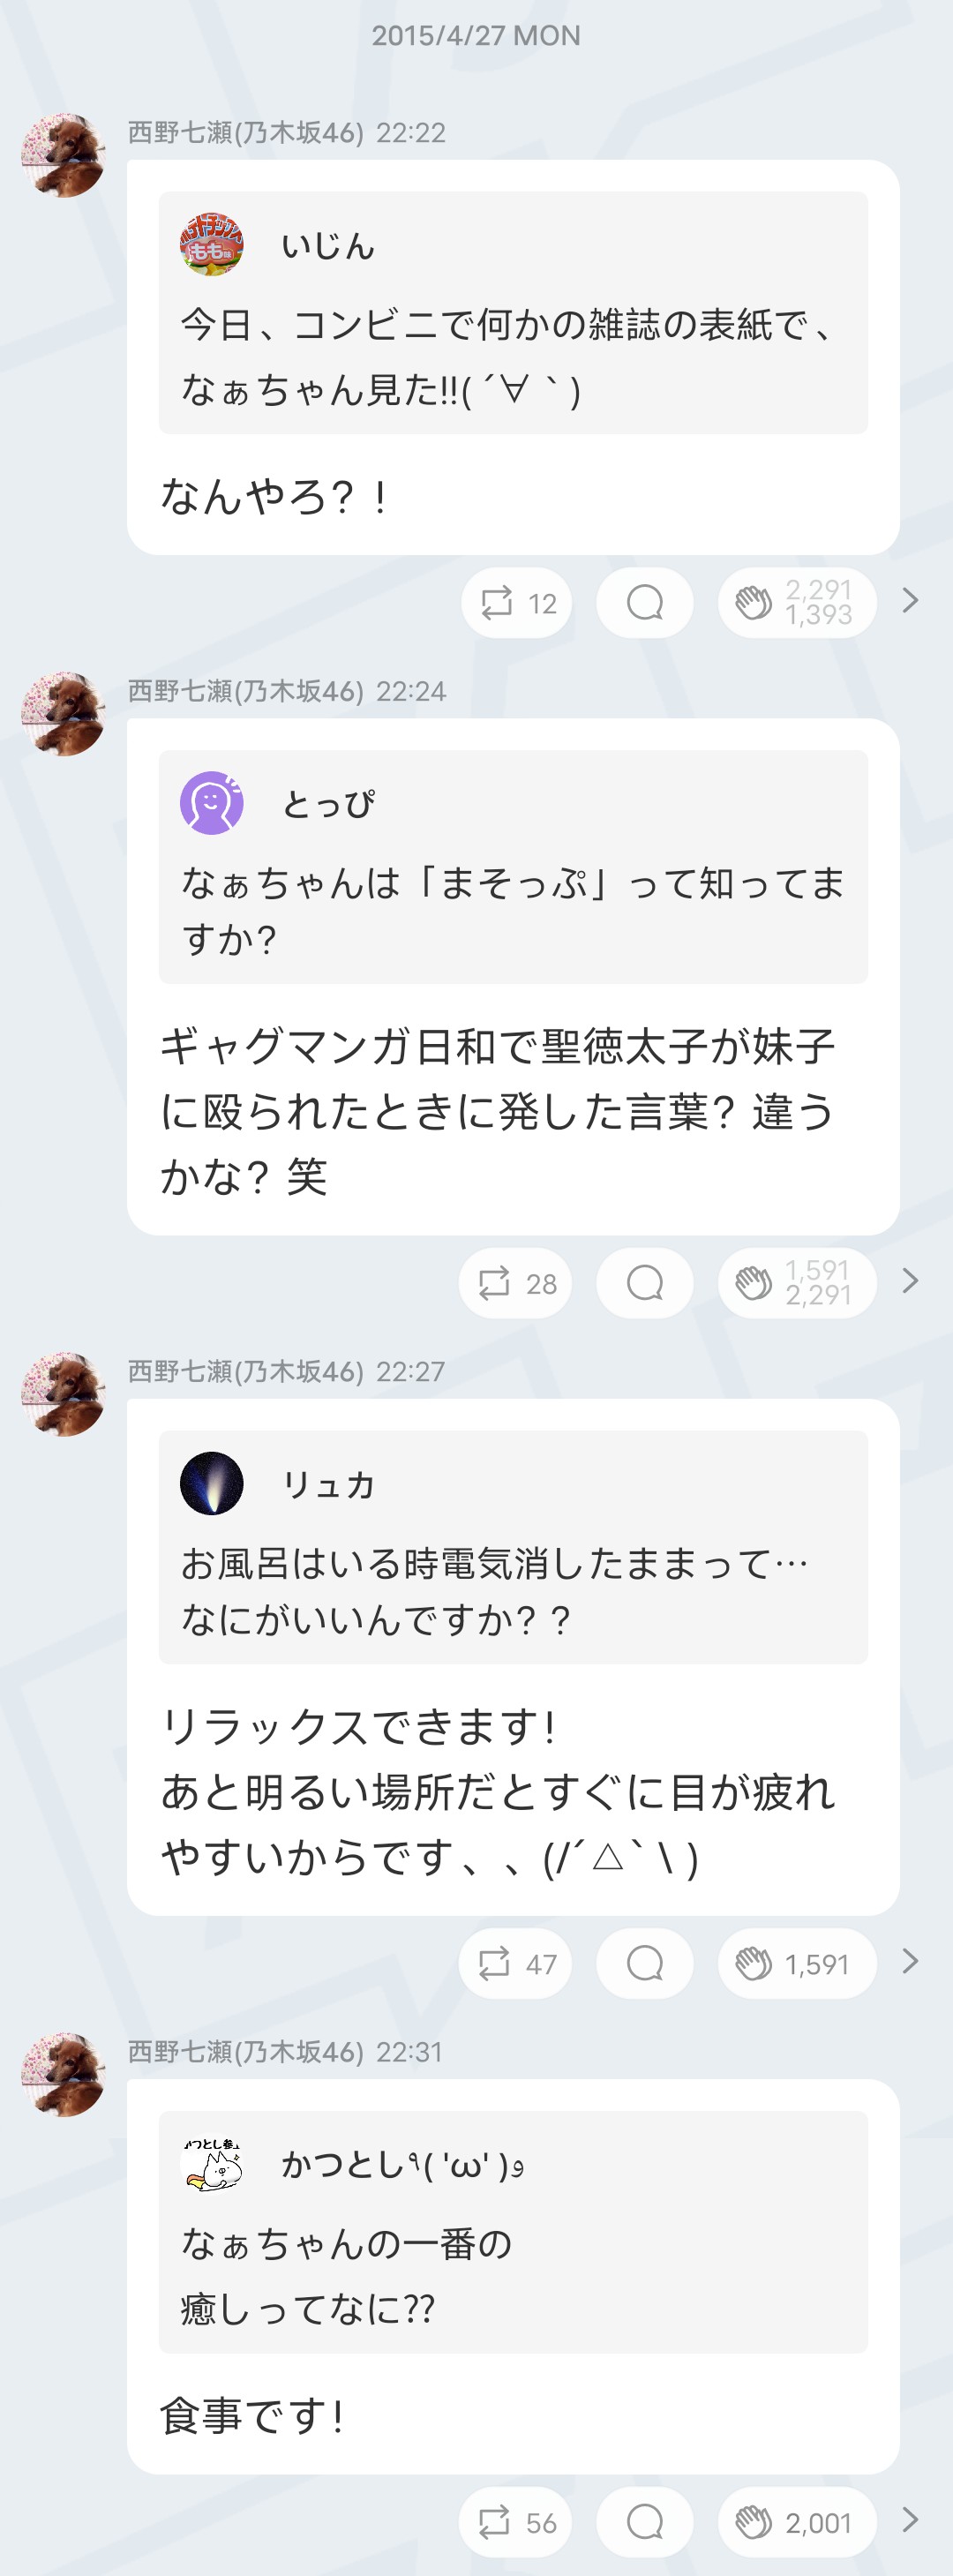 2015/4/27 MON
西野七瀬(乃木坂46) 22:22
ポテトチップス
もも味
いじん
今日、コンビニで何かの雑誌の表紙で、
なぁちゃん見た!!( ´∀｀)
なんやろ？！
12
2,291
1,393
西野七瀬(乃木坂46) 22:24
とっぴ
なぁちゃんは「まそっぷ」って知ってま
すか？
ギャグマンガ日和で聖徳太子が妹子
に殴られたときに発した言葉？違う
かな？笑
28
1,591
2,291
西野七瀬(乃木坂46) 22:27
リュカ
お風呂はいる時電気消したままって…
なにがいいんですか？？
リラックスできます！
あと明るい場所だとすぐに目が疲れ
やすいからです、、(/´△`\ )
47
1,591
西野七瀬(乃木坂46) 22:31
かつとし٩( 'ω' )و
なぁちゃんの一番の
癒しってなに??
食事です！
56
2,001